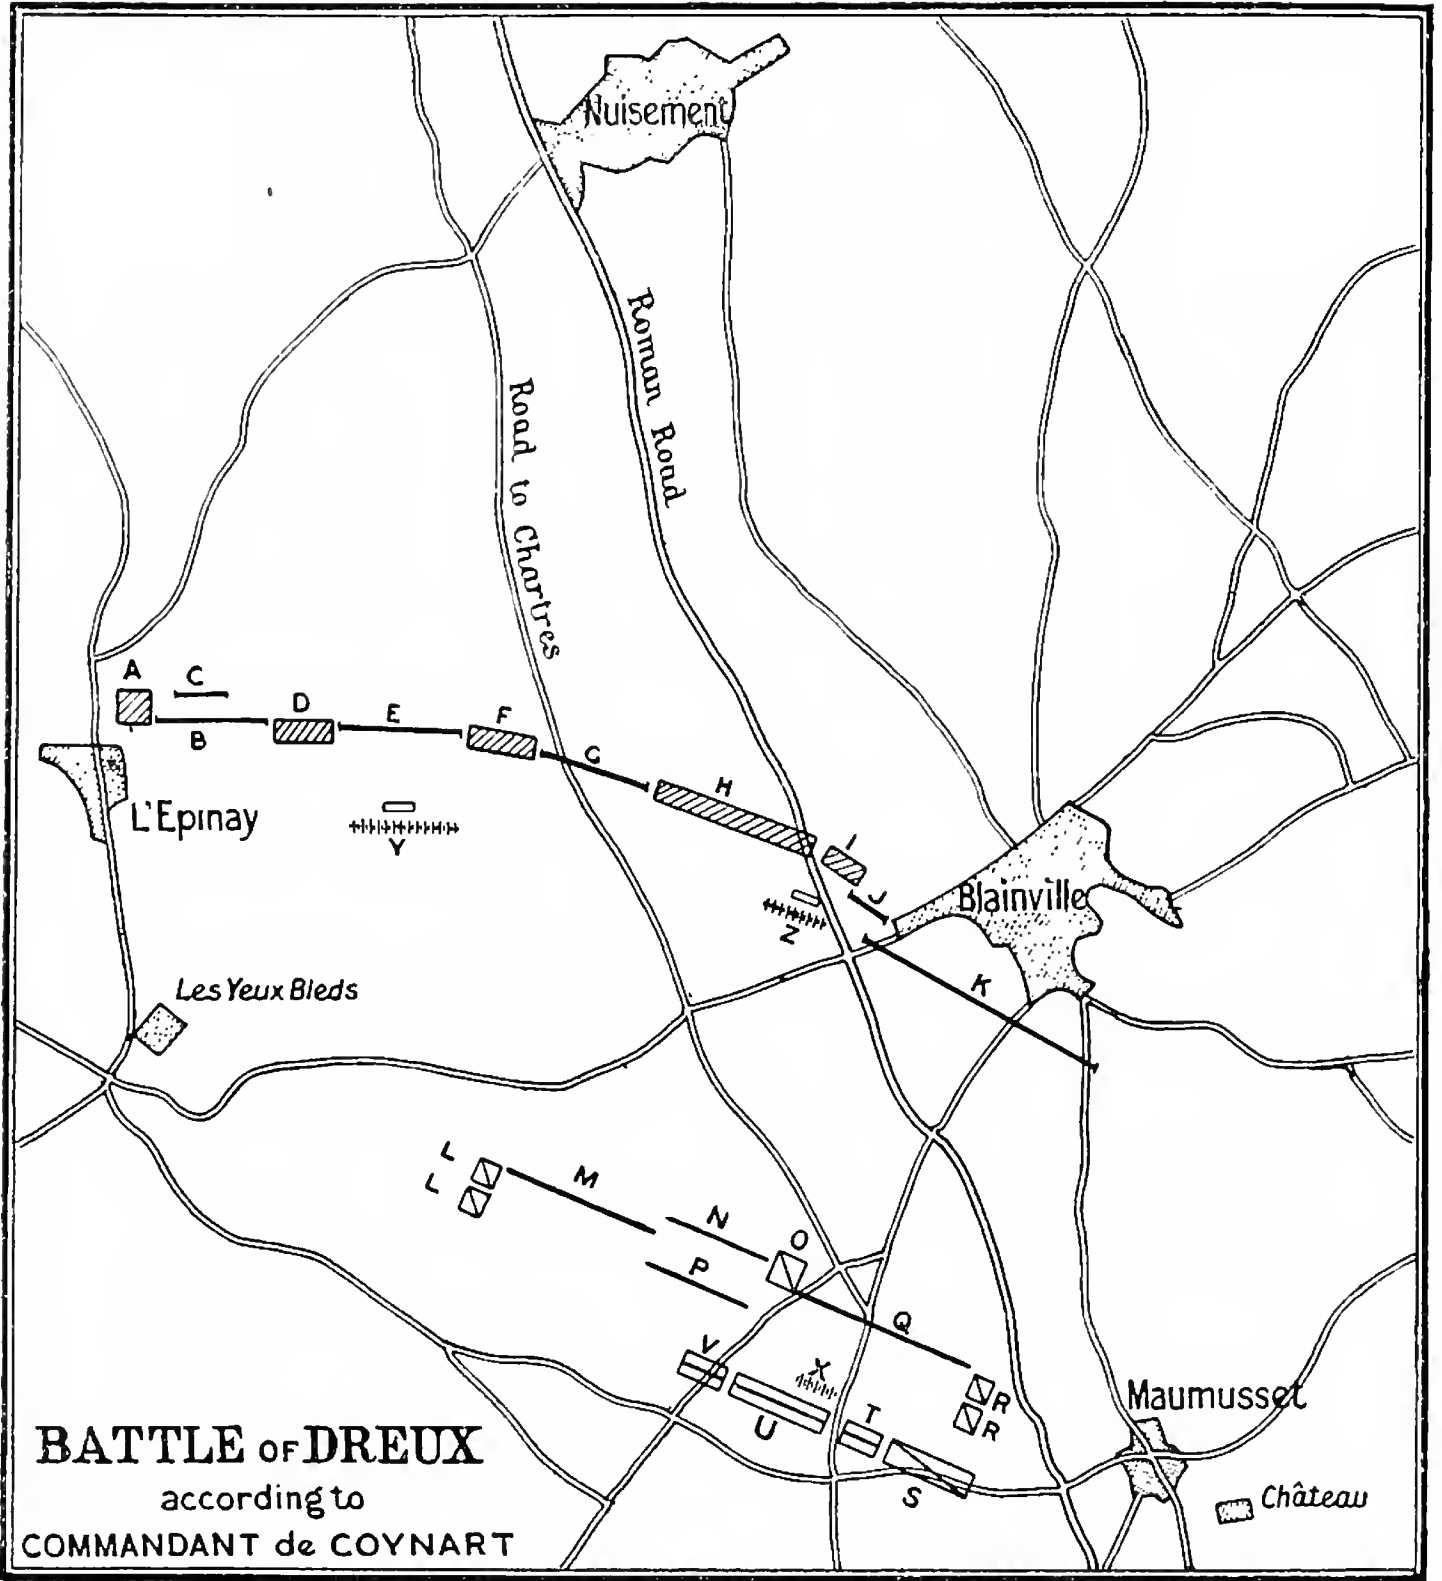 Nuisement
Roman Road
Road to Chartres
A
C
B
D
E
F
G
H
I
J
L'Epinay
Y
Z
Blainville
K
Les Yeux Bleds
L
L
M
N
O
P
Q
V
X
U
T
R
R
S
Maumusset
Château
BATTLE OF DREUX
according to
COMMANDANT de COYNART